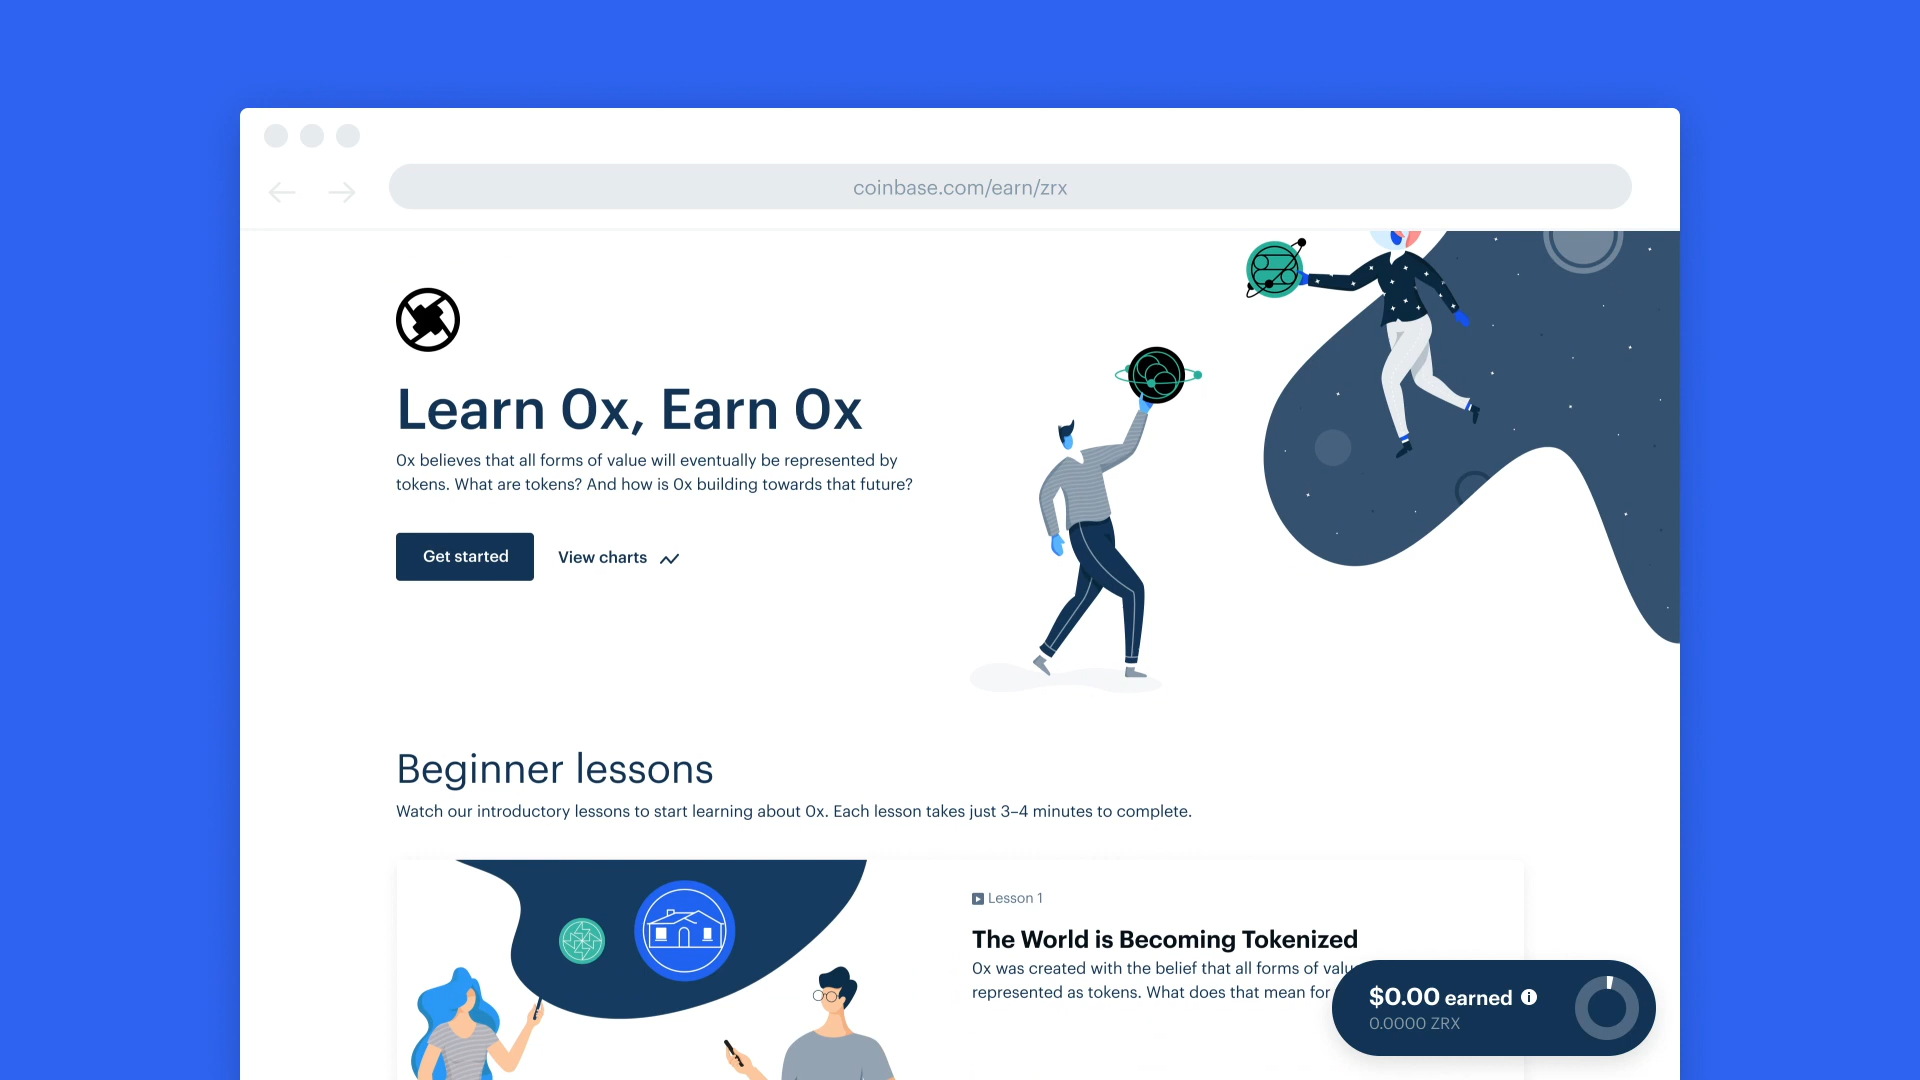 coinbase.com/earn/zrx
Learn 0x, Earn 0x
0x believes that all forms of value will eventually be represented by
tokens. What are tokens? And how is 0x building towards that future?
Get started
View charts
Beginner lessons
Watch our introductory lessons to start learning about 0x. Each lesson takes just 3–4 minutes to complete.
Lesson 1
The World is Becoming Tokenized
0x was created with the belief that all forms of
represented as tokens. What does that mean for
$0.00 earned
0.0000 ZRX